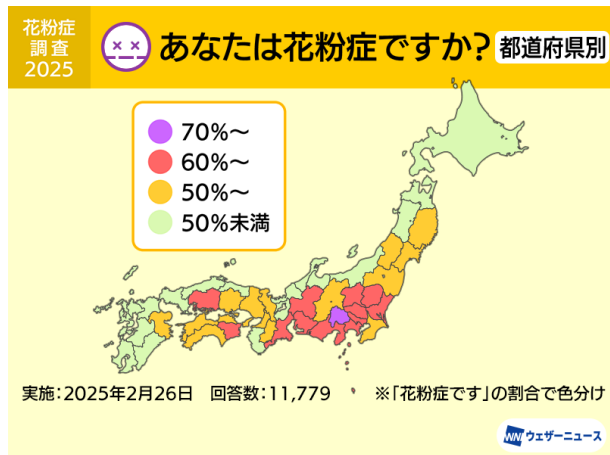 花粉症
調査
2025
あなたは花粉症ですか?
都道府県別
70%～
60%～
50%～
50%未満
実施:2025年2月26日 回答数:11,779 ※「花粉症です」の割合で色分け
WNI ウェザーニュース